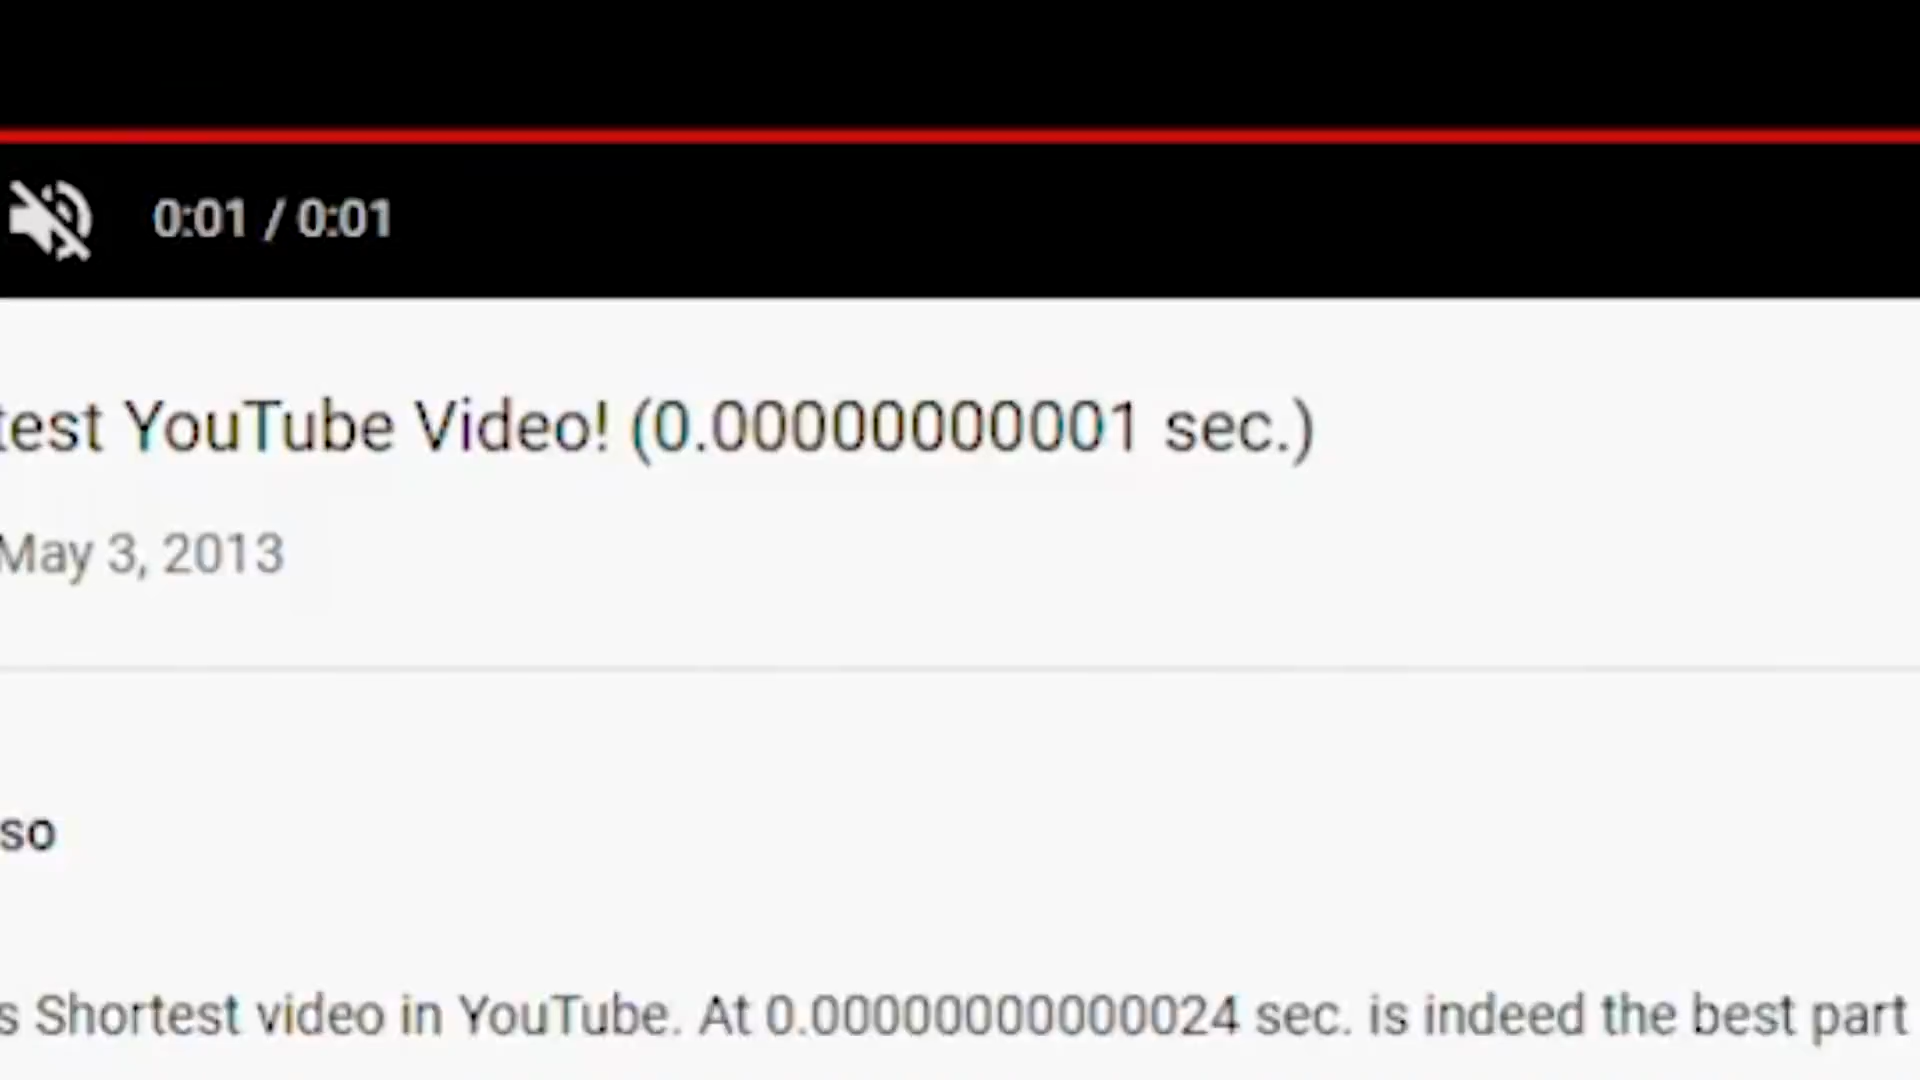 test YouTube Video! (0.00000000001 sec.)
0:01 / 0:01
May 3, 2013
so
s Shortest video in YouTube. At 0.00000000000024 sec. is indeed the best part